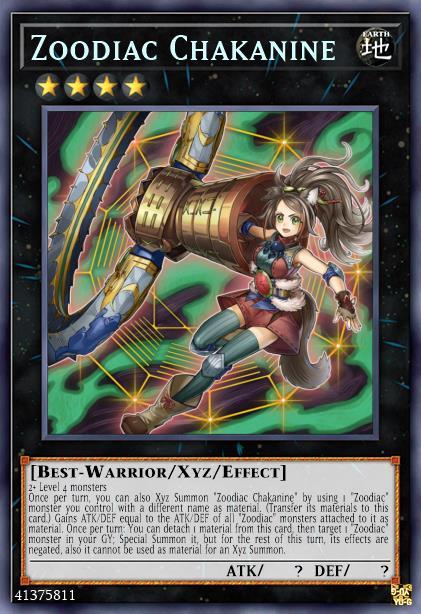 Zoodiac Chakanine
EARTH
地
[Best-Warrior/Xyz/Effect]
2+ Level 4 monsters
Once per turn, you can also Xyz Summon "Zoodiac Chakanine" by using 1 "Zoodiac"
monster you control with a different name as material. (Transfer its materials to this
card.) Gains ATK/DEF equal to the ATK/DEF of all "Zoodiac" monsters attached to it as
material. Once per turn: You can detach 1 material from this card, then target 1 "Zoodiac"
monster in your GY; Special Summon it, but for the rest of this turn, its effects are
negated, also it cannot be used as material for an Xyz Summon.
ATK/ ? DEF/ ?
41375811